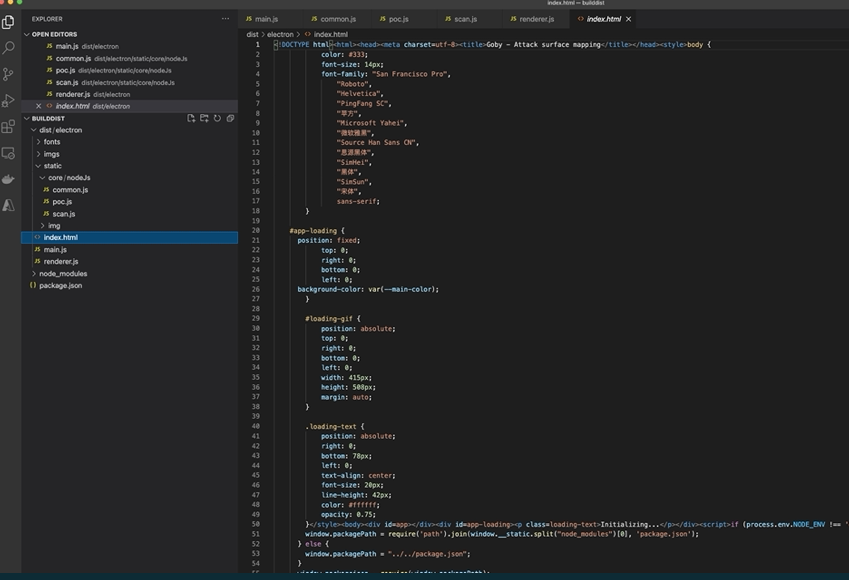 index.html — builddist
EXPLORER
OPEN EDITORS
JS main.js dist/electron
JS common.js dist/electron/static/core/nodeJs
JS poc.js dist/electron/static/core/nodeJs
JS scan.js dist/electron/static/core/nodeJs
JS renderer.js dist/electron
<> index.html dist/electron
BUILDDIST
dist/electron
fonts
imgs
static
core/nodeJs
JS common.js
JS poc.js
JS scan.js
img
<> index.html
JS main.js
JS renderer.js
node_modules
{} package.json
JS main.js JS common.js JS poc.js JS scan.js JS renderer.js <> index.html
dist > electron > <> index.html
1 <!DOCTYPE html><html><head><meta charset=utf-8><title>Goby - Attack surface mapping</title></head><style>body {
2 color: #333;
3 font-size: 14px;
4 font-family: "San Francisco Pro",
5 "Roboto",
6 "Helvetica",
7 "PingFang SC",
8 "苹方",
9 "Microsoft Yahei",
10 "微软雅黑",
11 "Source Han Sans CN",
12 "思源黑体",
13 "SimHei",
14 "黑体",
15 "SimSun",
16 "宋体",
17 sans-serif;
18 }
19
20 #app-loading {
21 position: fixed;
22 top: 0;
23 right: 0;
24 bottom: 0;
25 left: 0;
26 background-color: var(--main-color);
27 }
28
29 #loading-gif {
30 position: absolute;
31 top: 0;
32 right: 0;
33 bottom: 0;
34 left: 0;
35 width: 415px;
36 height: 508px;
37 margin: auto;
38 }
39
40 .loading-text {
41 position: absolute;
42 right: 0;
43 bottom: 78px;
44 left: 0;
45 text-align: center;
46 font-size: 20px;
47 line-height: 42px;
48 color: #ffffff;
49 opacity: 0.75;
50 }</style><body><div id=app></div><div id=app-loading><p class=loading-text>Initializing...</p></div><script>if (process.env.NODE_ENV !== '
51 window.packagePath = require('path').join(window.__static.split("node_modules")[0], 'package.json');
52 } else {
53 window.packagePath = "../../package.json";
54 }